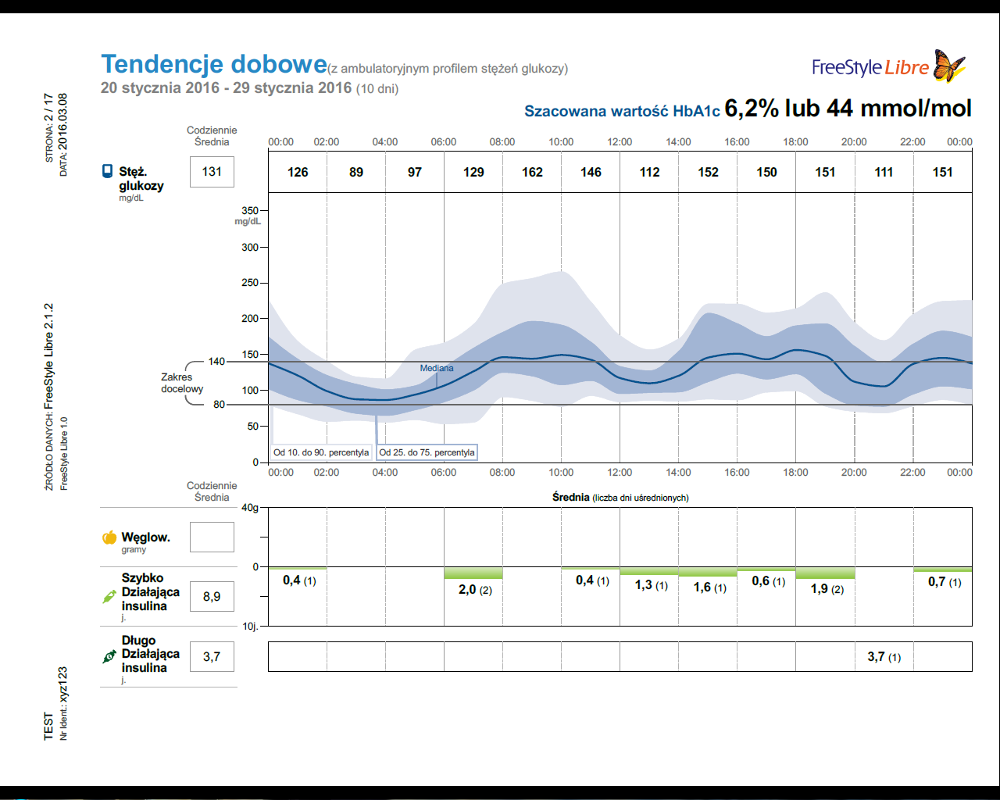 Tendencje dobowe(z ambulatoryjnym profilem stężeń glukozy)
20 stycznia 2016 - 29 stycznia 2016 (10 dni)
FreeStyle Libre
Szacowana wartość HbA1c 6,2% lub 44 mmol/mol
STRONA: 2 / 17
DATA: 2016.03.08
Codziennie
Średnia
00:00 02:00 04:00 06:00 08:00 10:00 12:00 14:00 16:00 18:00 20:00 22:00 00:00
Stęż.
glukozy
mg/dL
131
126 89 97 129 162 146 112 152 150 151 111 151
350
mg/dL
300
250
200
150
140
Mediana
Zakres
docelowy
100
80
50
Od 10. do 90. percentyla
Od 25. do 75. percentyla
0
00:00 02:00 04:00 06:00 08:00 10:00 12:00 14:00 16:00 18:00 20:00 22:00 00:00
ŹRÓDŁO DANYCH: FreeStyle Libre 2.1.2
FreeStyle Libre 1.0
Codziennie
Średnia
Średnia (liczba dni uśrednionych)
40g
Węglow.
gramy
0
Szybko
Działająca
insulina
j.
8,9
0,4 (1) 2,0 (2) 0,4 (1) 1,3 (1) 1,6 (1) 0,6 (1) 1,9 (2) 0,7 (1)
10j.
Długo
Działająca
insulina
j.
3,7
3,7 (1)
TEST
Nr Ident.: xyz123